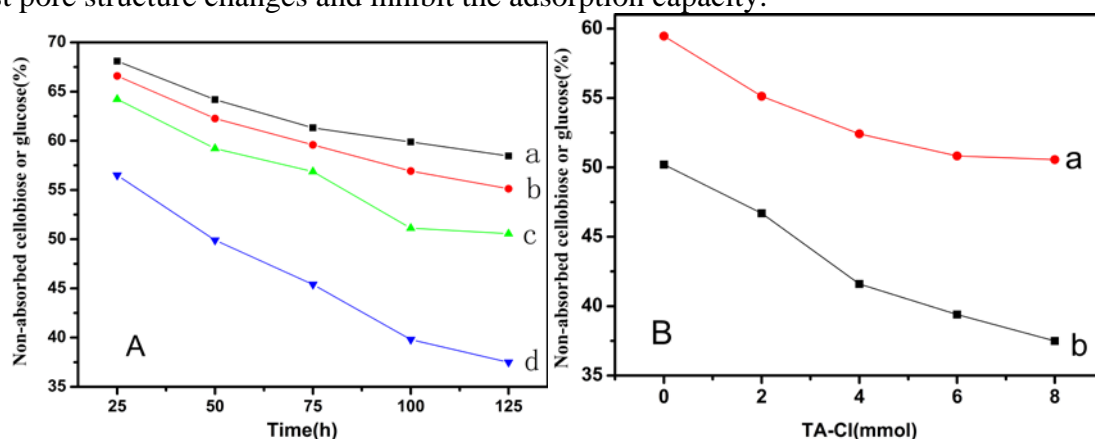 pore structure changes and inhibit the adsorption capacity.
Non-absorbed cellobiose or glucose(%)
70
65
60
55
50
45
40
35
25
50
75
100
125
Time(h)
A
a
b
c
d
Non-absorbed cellobiose or glucose(%)
60
55
50
45
40
35
0
2
4
6
8
TA-Cl(mmol)
B
a
b